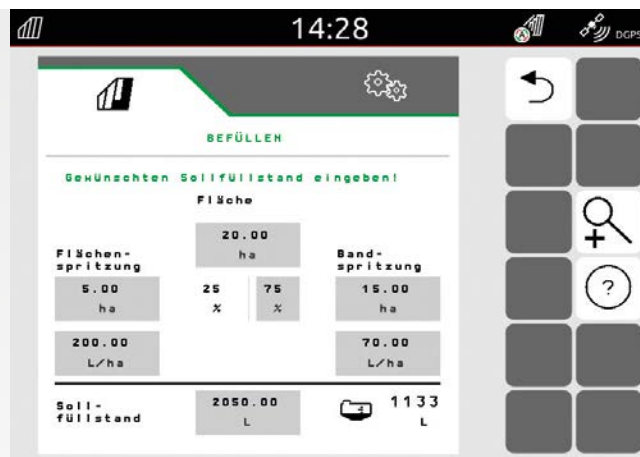 14:28
DGPS
BEFÜLLEN
Gewünschten Sollfüllstand eingeben!
Fläche
20.00
ha
Flächen-
spritzung
Band-
spritzung
5.00
ha
25
%
75
%
15.00
ha
200.00
L/ha
70.00
L/ha
Soll-
füllstand
2050.00
L
1133
L
?